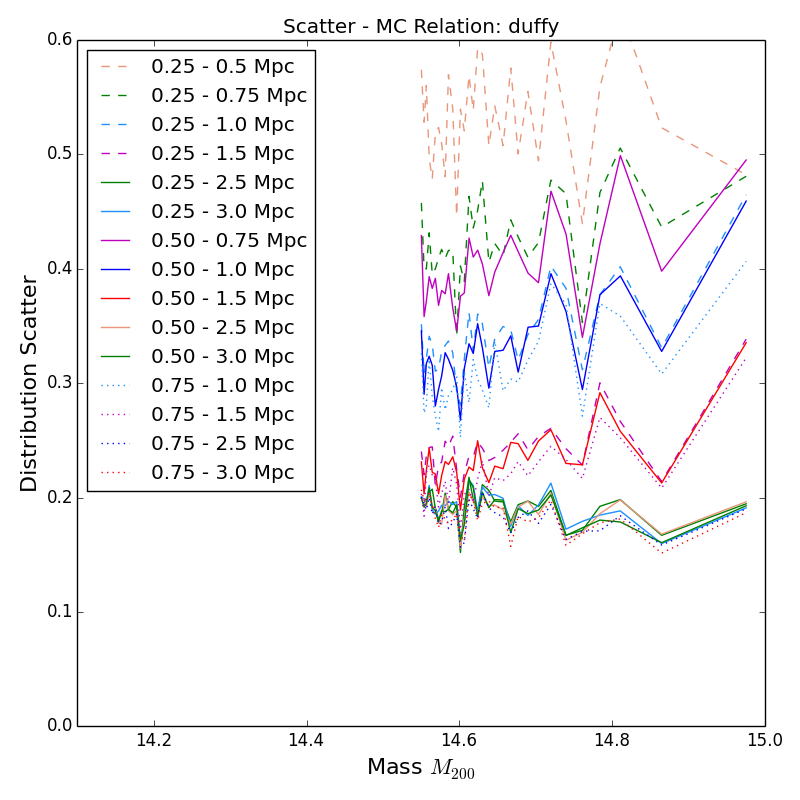 Scatter - MC Relation: duffy
0.6
0.25 - 0.5 Mpc
0.25 - 0.75 Mpc
0.25 - 1.0 Mpc
0.25 - 1.5 Mpc
0.25 - 2.5 Mpc
0.25 - 3.0 Mpc
0.50 - 0.75 Mpc
0.50 - 1.0 Mpc
0.50 - 1.5 Mpc
0.50 - 2.5 Mpc
0.50 - 3.0 Mpc
0.75 - 1.0 Mpc
0.75 - 1.5 Mpc
0.75 - 2.5 Mpc
0.75 - 3.0 Mpc
0.5
0.4
0.3
0.2
0.1
0.0
Distribution Scatter
14.2 14.4 14.6 14.8 15.0
Mass $M_{200}$